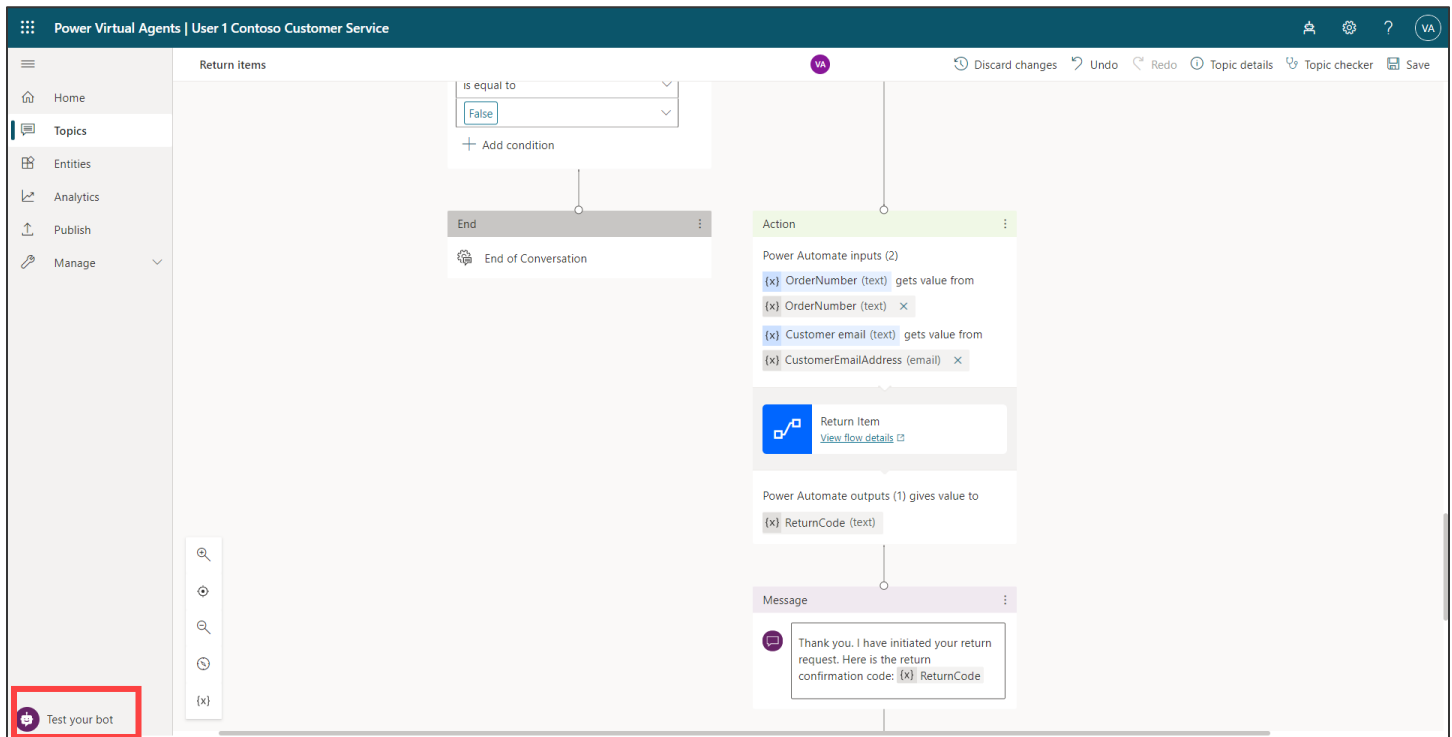 Power Virtual Agents | User 1 Contoso Customer Service
?
VA
Return items
VA
Discard changes
Undo
Redo
Topic details
Topic checker
Save
Home
Topics
Entities
Analytics
Publish
Manage
is equal to
False
Add condition
End
End of Conversation
Action
Power Automate inputs (2)
{x} OrderNumber (text) gets value from
{x} OrderNumber (text)
{x} Customer email (text) gets value from
{x} CustomerEmailAddress (email)
Return Item
View flow details
Power Automate outputs (1) gives value to
{x} ReturnCode (text)
Message
Thank you. I have initiated your return
request. Here is the return
confirmation code: {x} ReturnCode
{x}
Test your bot